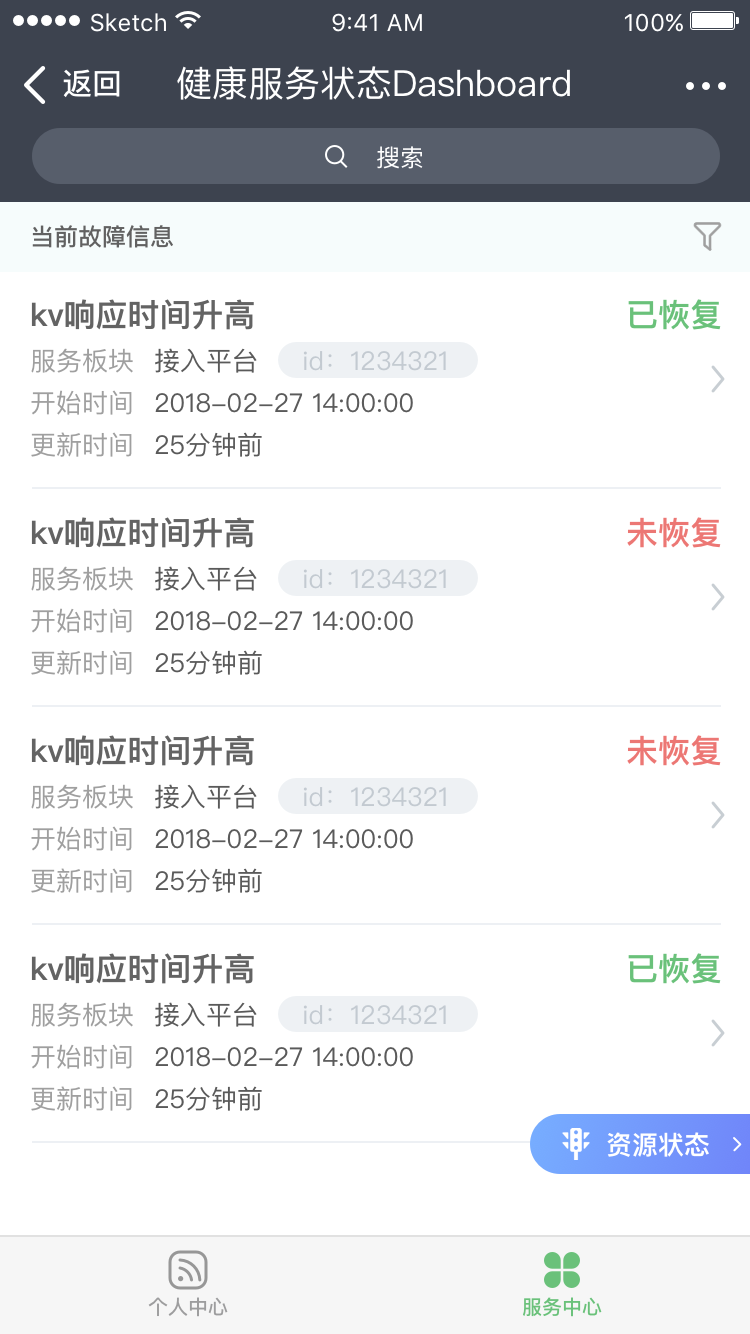 Sketch 9:41 AM 100%
返回 健康服务状态Dashboard
搜索
当前故障信息
kv响应时间升高 已恢复
服务板块 接入平台 id: 1234321
开始时间 2018-02-27 14:00:00
更新时间 25分钟前
kv响应时间升高 未恢复
服务板块 接入平台 id: 1234321
开始时间 2018-02-27 14:00:00
更新时间 25分钟前
kv响应时间升高 未恢复
服务板块 接入平台 id: 1234321
开始时间 2018-02-27 14:00:00
更新时间 25分钟前
kv响应时间升高 已恢复
服务板块 接入平台 id: 1234321
开始时间 2018-02-27 14:00:00
更新时间 25分钟前
资源状态
个人中心 服务中心